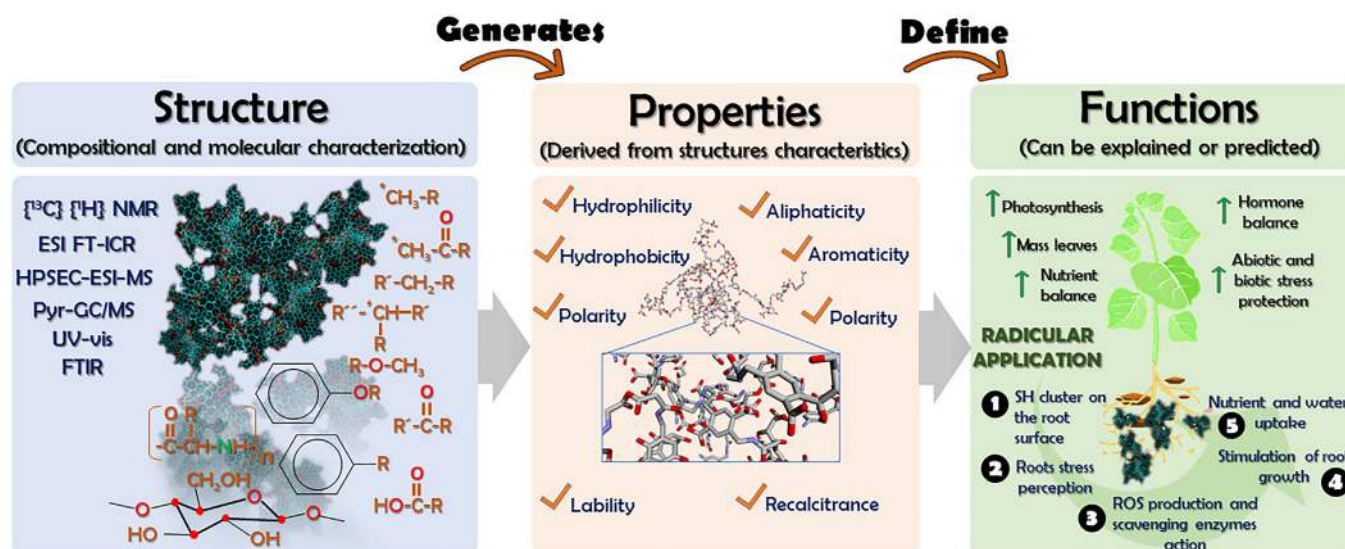 Generates
Define
Structure
(Compositional and molecular characterization)
Properties
(Derived from structures characteristics)
Functions
(Can be explained or predicted)
{¹³C} {¹H} NMR
ESI FT-ICR
HPSEC-ESI-MS
Pyr-GC/MS
UV-vis
FTIR
`CH₃-R
O
`CH₃-C-R
R´-CH₂-R
R´´-CH-R´
R
R-O-CH₃
OR
O
R´-C-R
R
O
HO-C-R
O R
-C-CH-N-H-
n
CH₂OH
O
O
O
HO
OH
Hydrophilicity
Aliphaticity
Hydrophobicity
Aromaticity
Polarity
Polarity
Lability
Recalcitrance
Photosynthesis
Mass leaves
Nutrient
balance
Hormone
balance
Abiotic and
biotic stress
protection
RADICULAR
APPLICATION
1 SH cluster on
the root
surface
2 Roots stress
perception
3 ROS production and
scavenging enzymes
action
Nutrient and water
5 uptake
Stimulation of root
growth 4